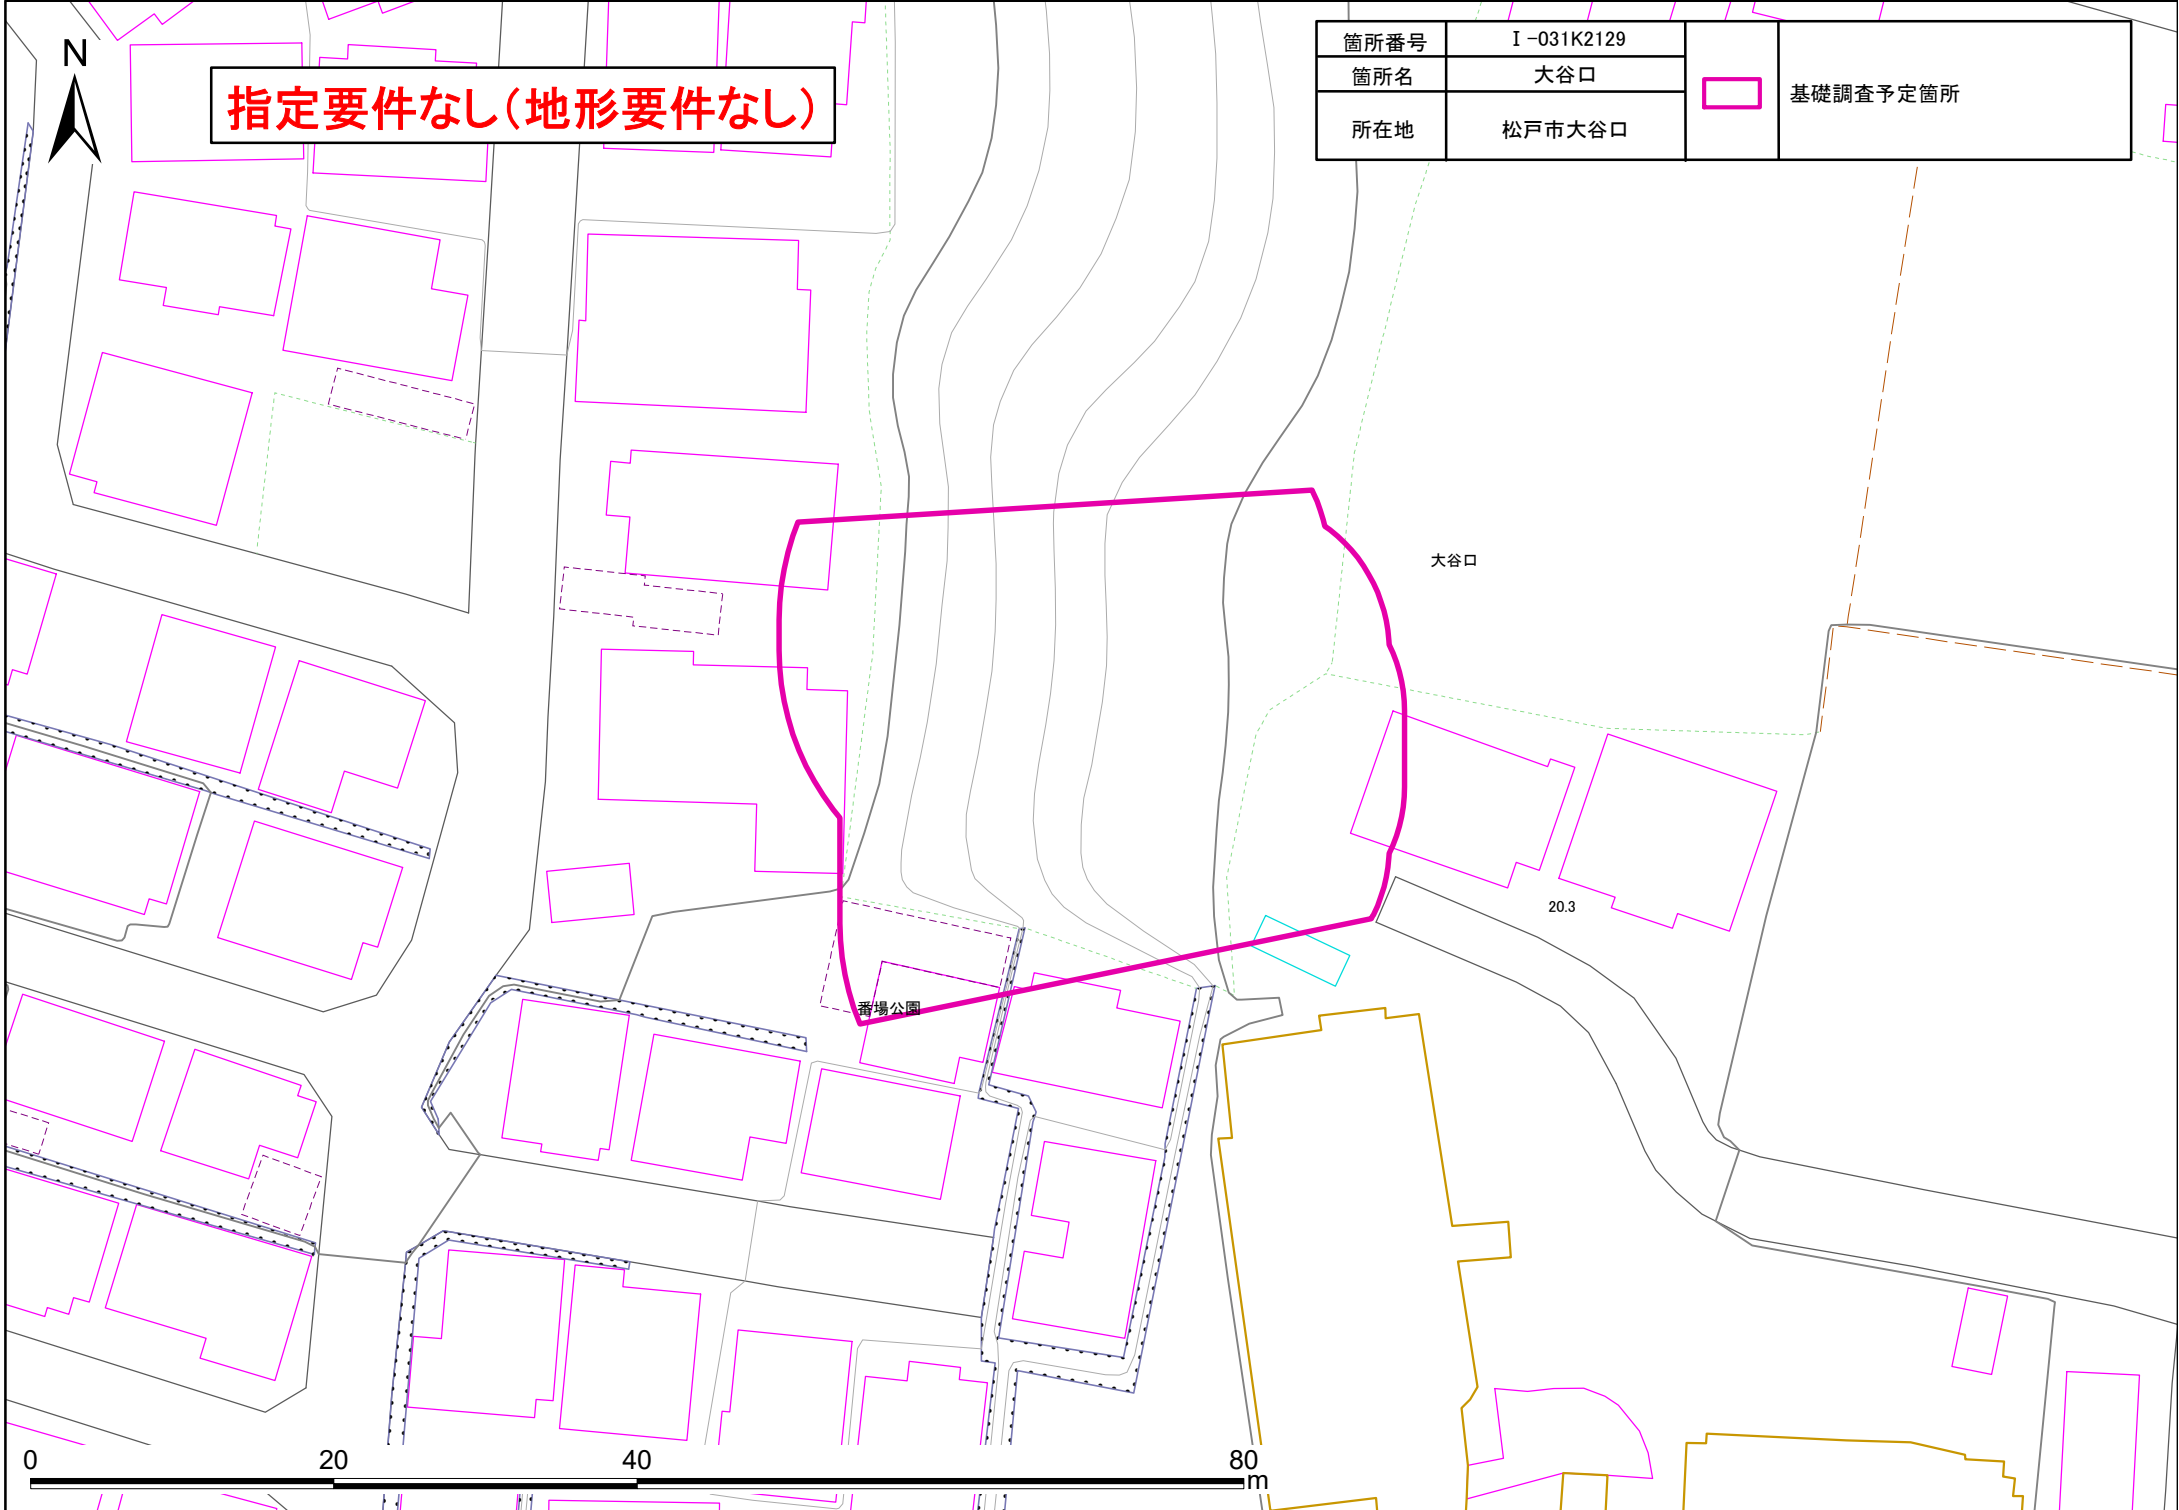 N
指定要件なし(地形要件なし)
箇所番号 Ⅰ-031K2129
箇所名 大谷口
所在地 松戸市大谷口
基礎調査予定箇所
大谷口
20.3
番場公園
0 20 40 80
m